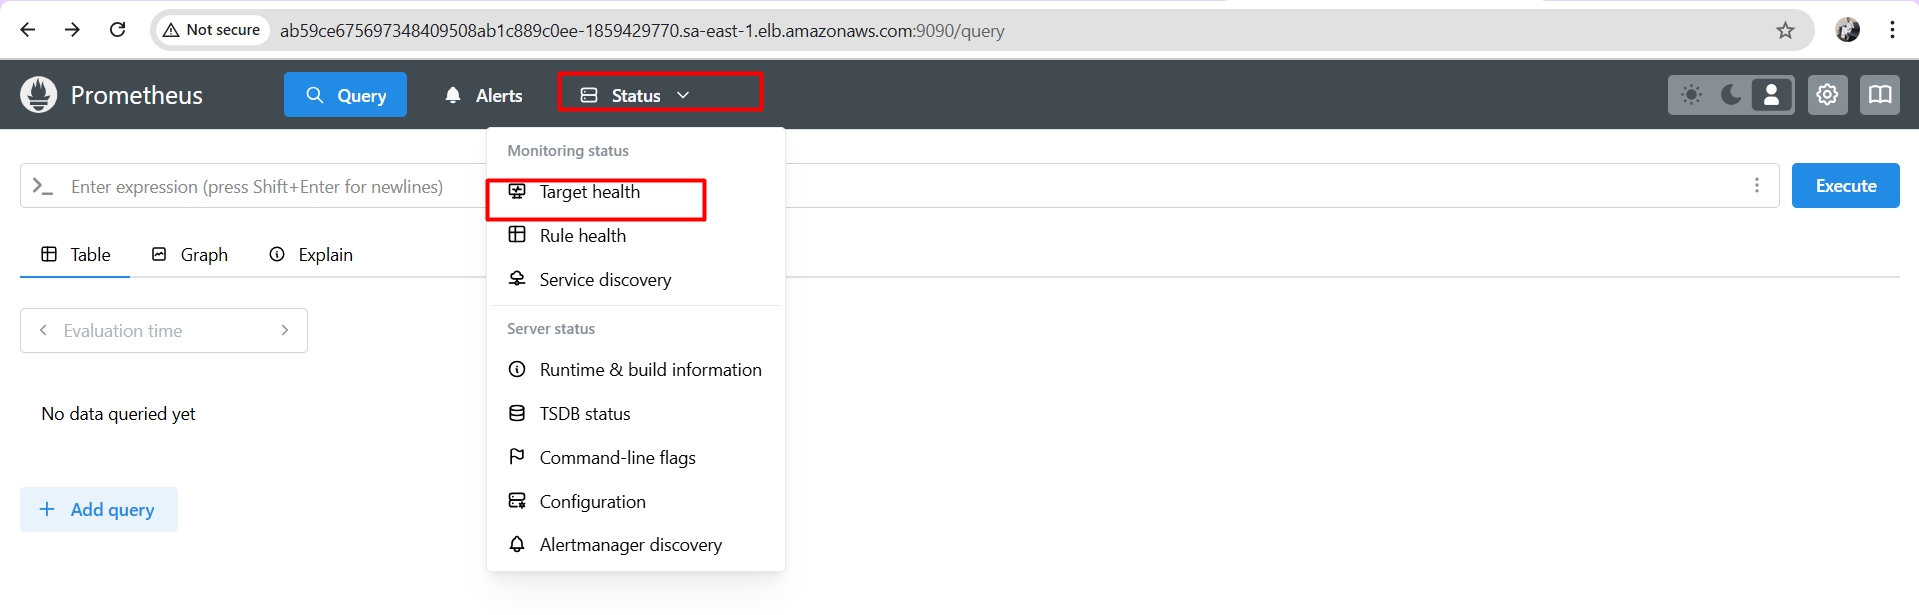 Not secure ab59ce675697348409508ab1c889c0ee-1859429770.sa-east-1.elb.amazonaws.com:9090/query
Prometheus Query Alerts Status
Monitoring status
Enter expression (press Shift+Enter for newlines) Target health Execute
Rule health
Table Graph Explain
Service discovery
Server status
Evaluation time
Runtime & build information
No data queried yet TSDB status
Command-line flags
Configuration
Add query
Alertmanager discovery